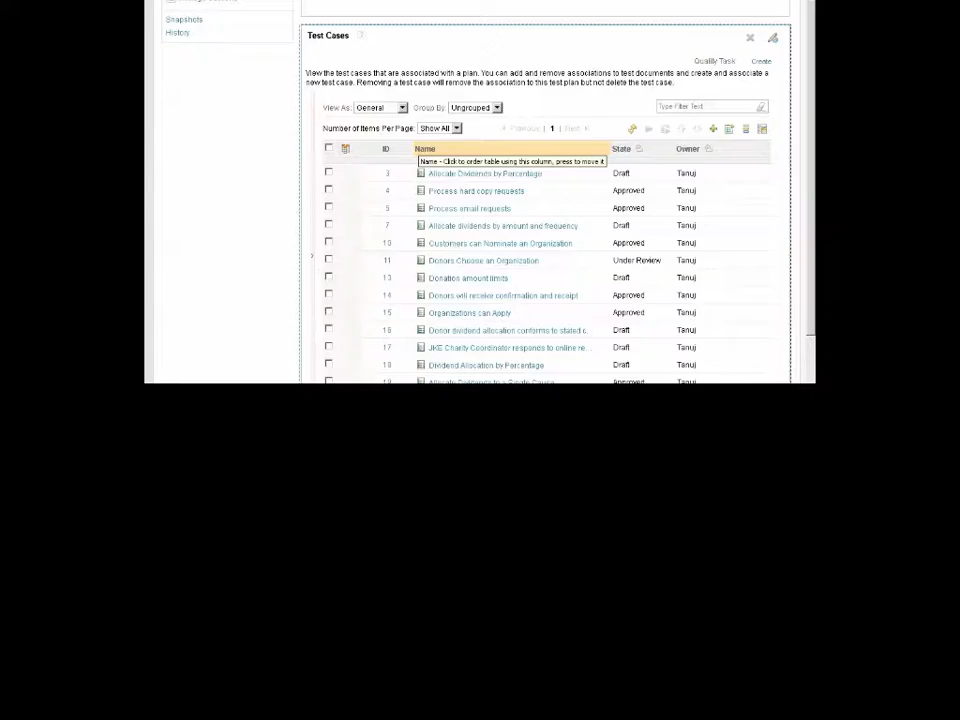 Snapshots
History
Test Cases
Quality Task Create
View the test cases that are associated with a plan. You can add and remove associations to test documents and create and associate a
new test case. Removing a test case will remove the association to this test plan but not delete the test case.
View As: General Group By: Ungrouped Type Filter Text
Number of Items Per Page: Show All Previous | 1 | Next
ID Name State Owner
Name - Click to order table using this column, press to move it
3 Allocate Dividends by Percentage Draft Tanuj
4 Process hard copy requests Approved Tanuj
5 Process email requests Approved Tanuj
7 Allocate dividends by amount and frequency Draft Tanuj
10 Customers can Nominate an Organization Approved Tanuj
11 Donors Choose an Organization Under Review Tanuj
13 Donation amount limits Draft Tanuj
14 Donors will receive confirmation and receipt Approved Tanuj
15 Organizations can Apply Approved Tanuj
16 Donor dividend allocation conforms to stated c... Draft Tanuj
17 JKE Charity Coordinator responds to online re... Draft Tanuj
18 Dividend Allocation by Percentage Draft Tanuj
19 Allocate Dividends to a Single Cause Approved Tanuj